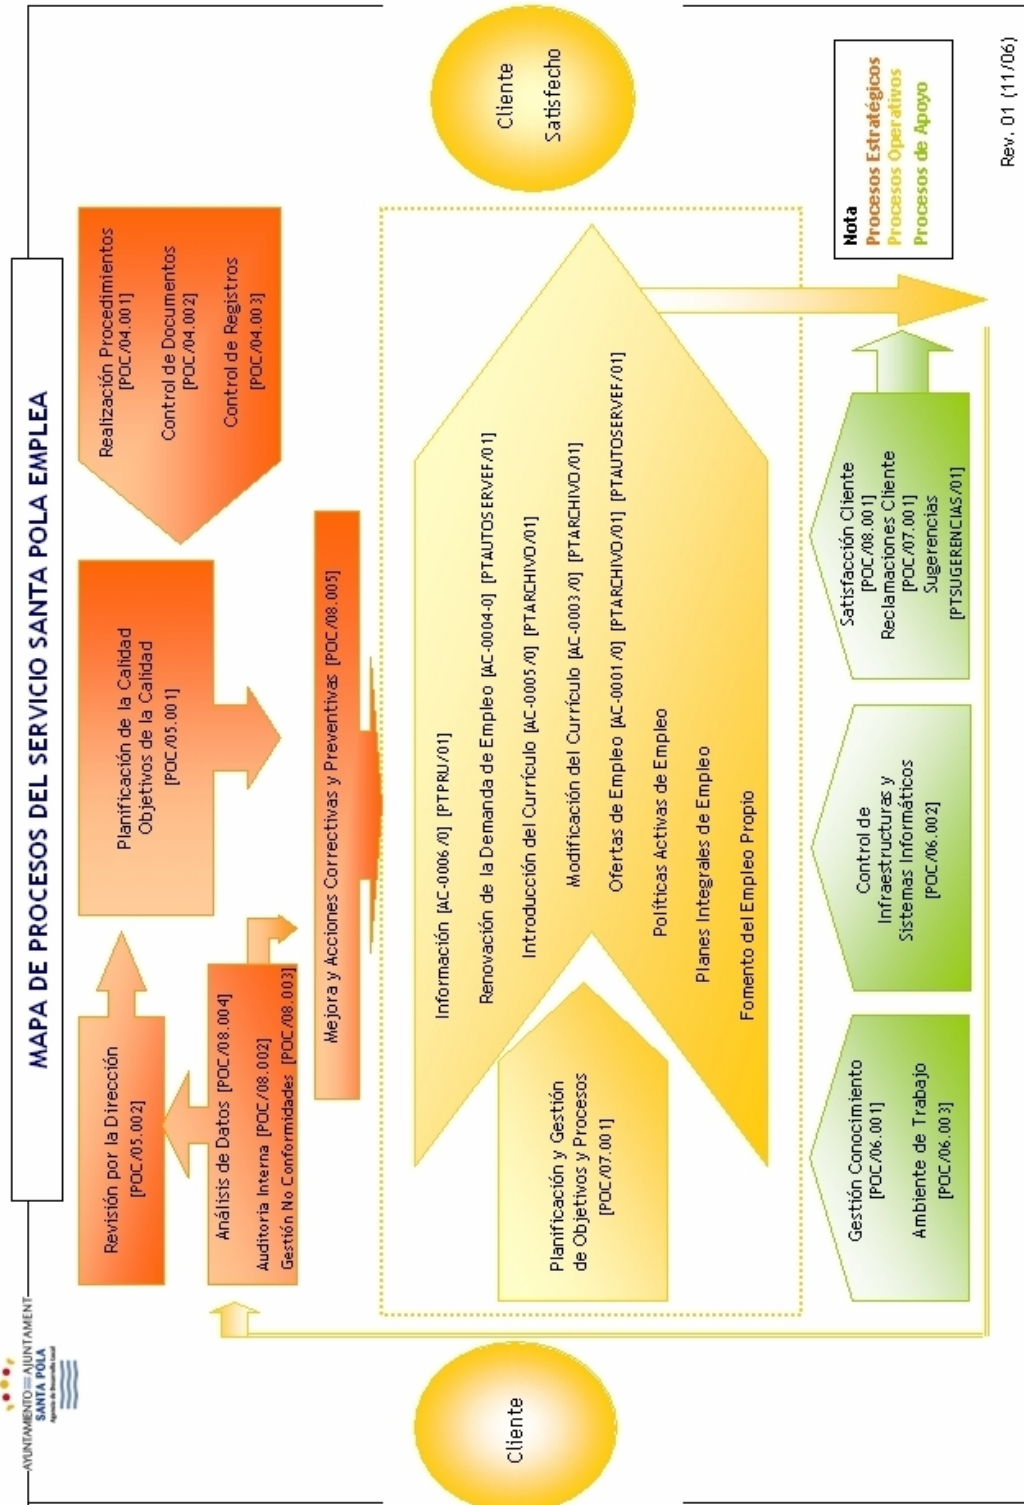 AYUNTAMIENTO AJUNTAMENT
SANTA POLA
Agencia de Desarrollo Local
MAPA DE PROCESOS DEL SERVICIO SANTA POLA EMPLEA
Revisión por la Dirección
[POC/05.002]
Planificación de la Calidad
Objetivos de la Calidad
[POC/05.001]
Realización Procedimientos
[POC/04.001]
Control de Documentos
[POC/04.002]
Control de Registros
[POC/04.003]
Análisis de Datos [POC/08.004]
Auditoria Interna [POC/08.002]
Gestión No Conformidades [POC/08.003]
Mejora y Acciones Correctivas y Preventivas [POC/08.005]
Cliente
Planificación y Gestión
de Objetivos y Procesos
[POC/07.001]
Información [AC-0006/0] [PTPRU/01]
Renovación de la Demanda de Empleo [AC-0004-0] [PTAUTOSERVEF/01]
Introducción del Currículo [AC-0005/0] [PTARCHIVO/01]
Modificación del Currículo [AC-0003/0] [PTARCHIVO/01]
Ofertas de Empleo [AC-0001/0] [PTARCHIVO/01] [PTAUTOSERVEF/01]
Políticas Activas de Empleo
Planes Integrales de Empleo
Fomento del Empleo Propio
Cliente
Satisfecho
Gestión Conocimiento
[POC/06.001]
Ambiente de Trabajo
[POC/06.003]
Control de
Infraestructuras y
Sistemas Informáticos
[POC/06.002]
Satisfacción Cliente
[POC/08.001]
Reclamaciones Cliente
[POC/07.001]
Sugerencias
[PTSUGERENCIAS/01]
Nota
Procesos Estratégicos
Procesos Operativos
Procesos de Apoyo
Rev. 01 (11/06)